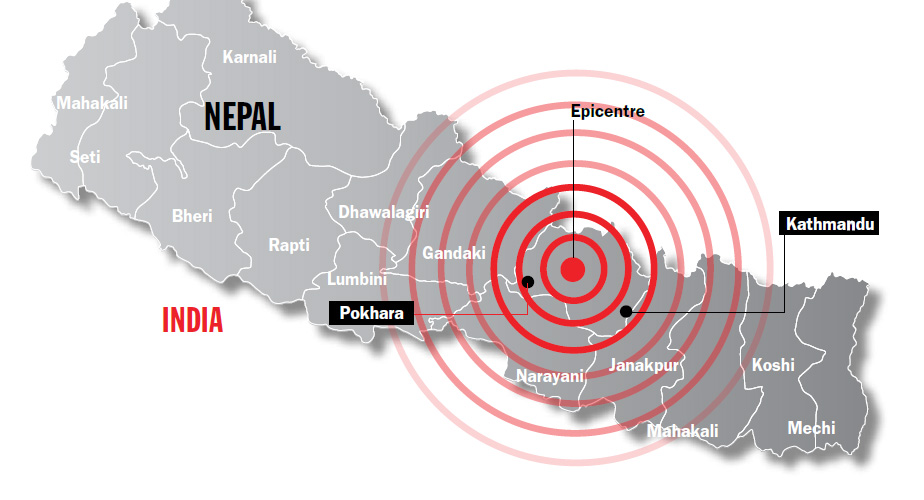 Karnali
Mahakali
NEPAL
Epicentre
Seti
Bheri
Dhawalagiri
Kathmandu
Rapti
Gandaki
Lumbini
Pokhara
INDIA
Narayani
Janakpur
Koshi
Mahakali
Mechi